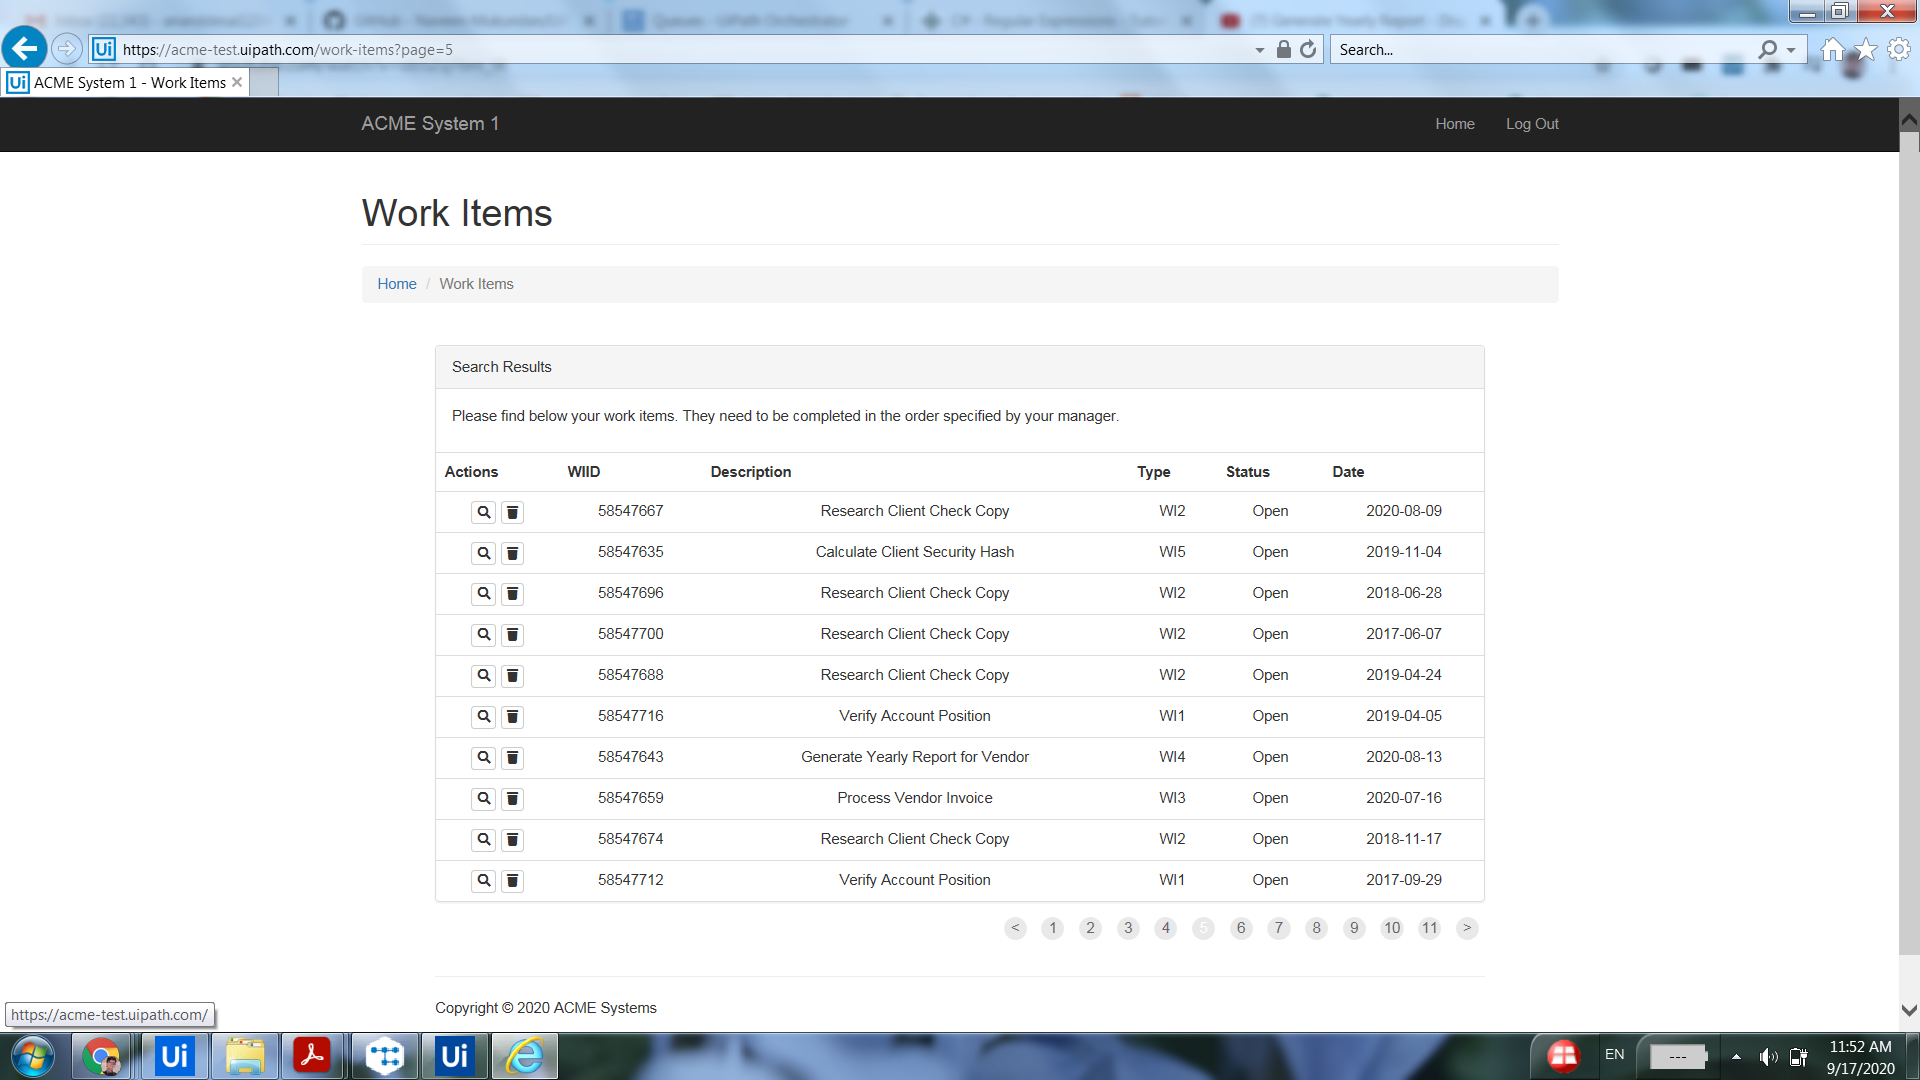 https://acme-test.uipath.com/work-items?page=5
Search...
ACME System 1 - Work Items
ACME System 1
Home
Log Out
Work Items
Home / Work Items
Search Results
Please find below your work items. They need to be completed in the order specified by your manager.
Actions WIID Description Type Status Date
58547667 Research Client Check Copy WI2 Open 2020-08-09
58547635 Calculate Client Security Hash WI5 Open 2019-11-04
58547696 Research Client Check Copy WI2 Open 2018-06-28
58547700 Research Client Check Copy WI2 Open 2017-06-07
58547688 Research Client Check Copy WI2 Open 2019-04-24
58547716 Verify Account Position WI1 Open 2019-04-05
58547643 Generate Yearly Report for Vendor WI4 Open 2020-08-13
58547659 Process Vendor Invoice WI3 Open 2020-07-16
58547674 Research Client Check Copy WI2 Open 2018-11-17
58547712 Verify Account Position WI1 Open 2017-09-29
< 1 2 3 4 5 6 7 8 9 10 11 >
Copyright © 2020 ACME Systems
https://acme-test.uipath.com/
Ui
Ui
EN
---
11:52 AM
9/17/2020